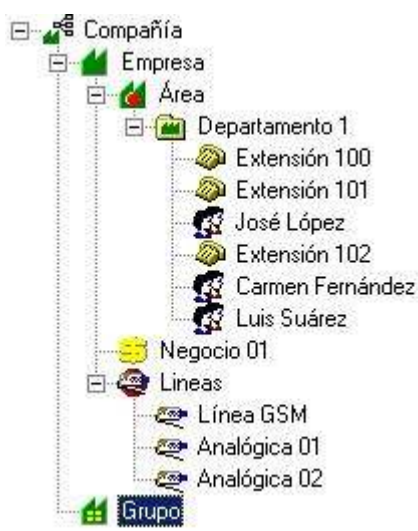 Compañía
Empresa
Área
Departamento 1
Extensión 100
Extensión 101
José López
Extensión 102
Carmen Fernández
Luis Suárez
Negocio 01
Lineas
Línea GSM
Analógica 01
Analógica 02
Grupo